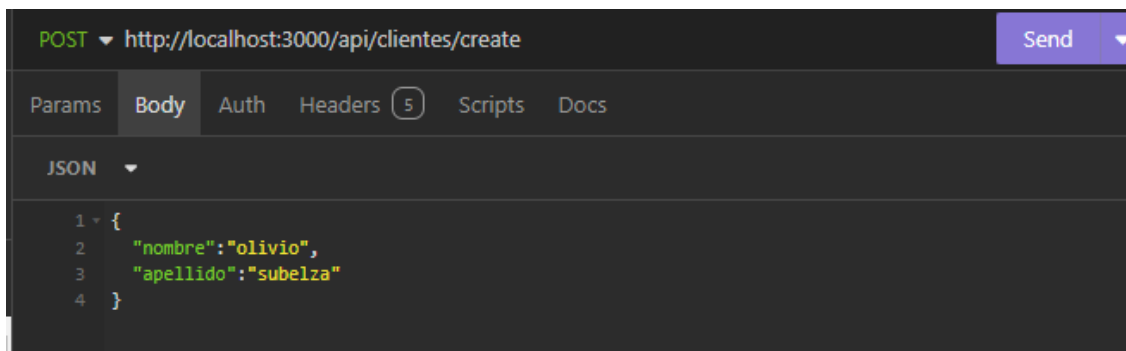 POST http://localhost:3000/api/clientes/create Send
Params Body Auth Headers 5 Scripts Docs
JSON
1 {
2 "nombre":"olivio",
3 "apellido":"subelza"
4 }